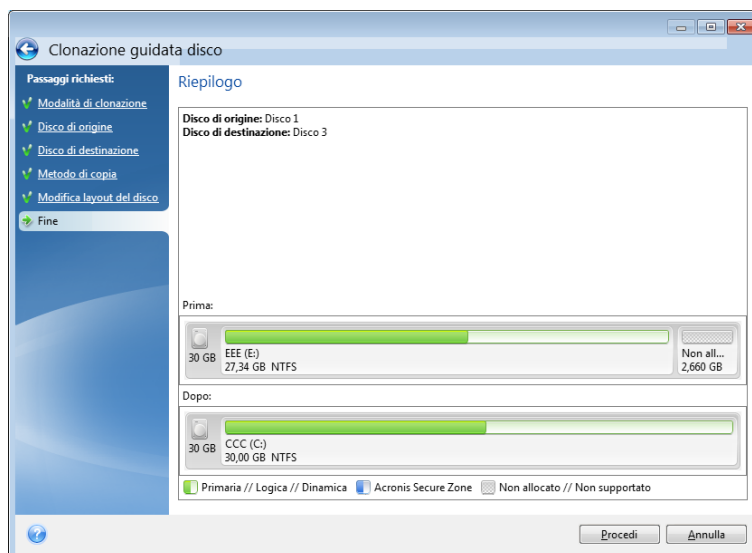 Clonazione guidata disco
Passaggi richiesti:
Modalità di clonazione
Disco di origine
Disco di destinazione
Metodo di copia
Modifica layout del disco
Fine
Riepilogo
Disco di origine: Disco 1
Disco di destinazione: Disco 3
Prima:
30 GB
EEE (E:)
27,34 GB NTFS
Non all...
2,660 GB
Dopo:
30 GB
CCC (C:)
30,00 GB NTFS
Primaria // Logica // Dinamica
Acronis Secure Zone
Non allocato // Non supportato
Procedi
Annulla